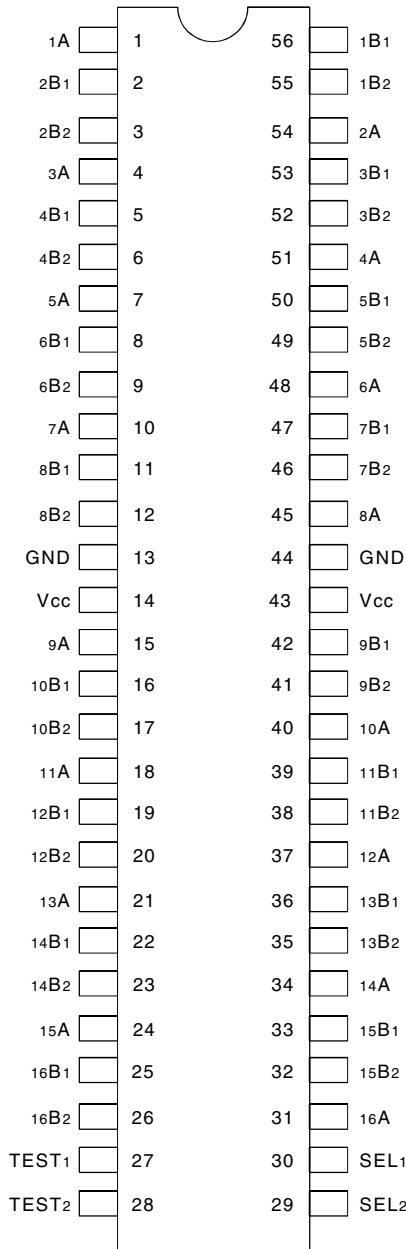 1A 1 56 1B1
2B1 2 55 1B2
2B2 3 54 2A
3A 4 53 3B1
4B1 5 52 3B2
4B2 6 51 4A
5A 7 50 5B1
6B1 8 49 5B2
6B2 9 48 6A
7A 10 47 7B1
8B1 11 46 7B2
8B2 12 45 8A
GND 13 44 GND
Vcc 14 43 Vcc
9A 15 42 9B1
10B1 16 41 9B2
10B2 17 40 10A
11A 18 39 11B1
12B1 19 38 11B2
12B2 20 37 12A
13A 21 36 13B1
14B1 22 35 13B2
14B2 23 34 14A
15A 24 33 15B1
16B1 25 32 15B2
16B2 26 31 16A
TEST1 27 30 SEL1
TEST2 28 29 SEL2